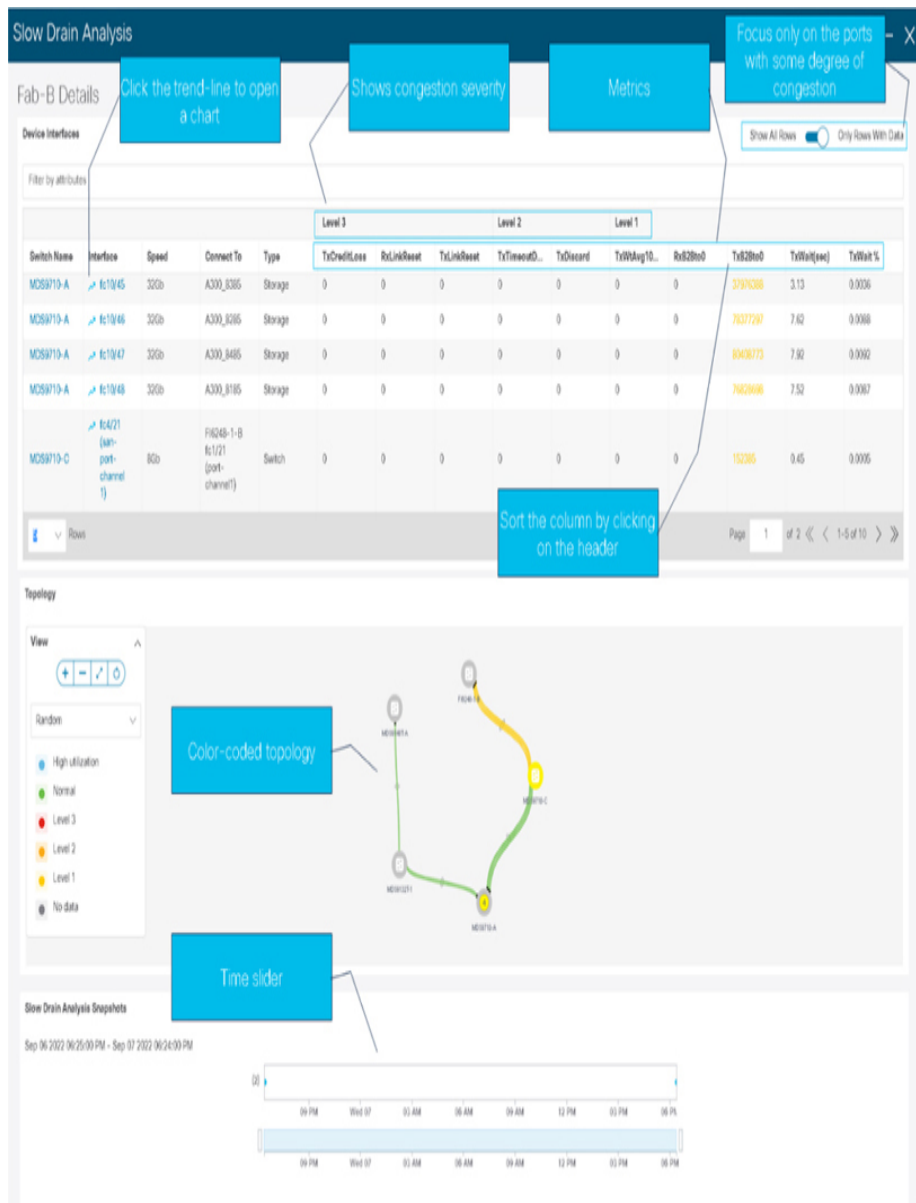 Slow Drain Analysis
Focus only on the ports
with some degree of
congestion
Fab-B Details
Click the trend-line to open
a chart
Shows congestion severity
Metrics
Device Interfaces
Show All Rows Only Rows With Data
Filter by attributes
Level 3 Level 2 Level 1
Switch Name Interface Speed Connect To Type TxCreditLoss RxLinkReset TxLinkReset TxTimeoutD... TxDiscard TxWtAvg10... RxB2Bto0 TxB2Bto0 TxWait(sec) TxWait %
MDS9710-A fc10/45 32Gb A300_8385 Storage 0 0 0 0 0 0 0 3.13 0.0036
MDS9710-A fc10/46 32Gb A300_8285 Storage 0 0 0 0 0 0 0 78377297 7.62 0.0088
MDS9710-A fc10/47 32Gb A300_8485 Storage 0 0 0 0 0 0 0 7.92 0.0092
MDS9710-A fc10/48 32Gb A300_8185 Storage 0 0 0 0 0 0 0 7.52 0.0087
MDS9710-C fc4/21 (san-port-channel 1) 8Gb FI6248-1-B fc1/21 (port-channel1) Switch 0 0 0 0 0 0 0 152385 0.45 0.0005
Rows
Sort the column by clicking
on the header
Page 1 of 2 1-5 of 10
Topology
View
Random
High utilization
Normal
Level 3
Level 2
Level 1
No data
Color-coded topology
MDS9710-C
MDS9710-A
Time slider
Slow Drain Analysis Snapshots
Sep 06 2022 06:25:00 PM - Sep 07 2022 06:24:00 PM
09 PM Wed 07 03 AM 06 AM 09 AM 12 PM 03 PM 06 PM
09 PM Wed 07 03 AM 06 AM 09 AM 12 PM 03 PM 06 PM